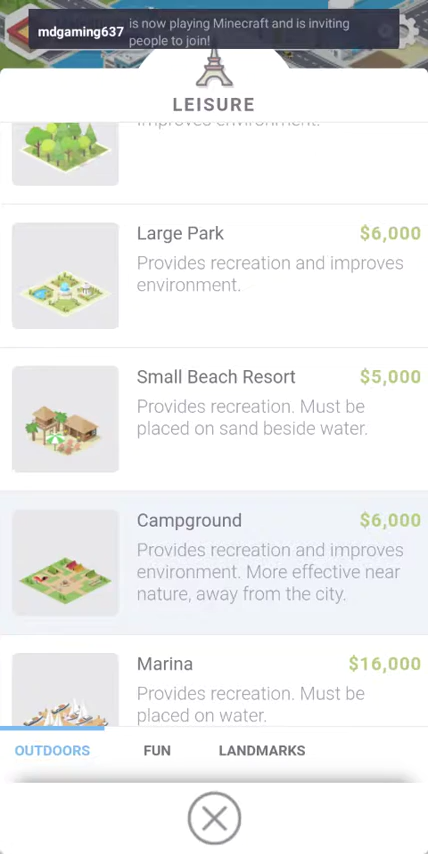 mdgaming637 is now playing Minecraft and is inviting
people to join!
LEISURE
Improves environment.
Large Park $6,000
Provides recreation and improves
environment.
Small Beach Resort $5,000
Provides recreation. Must be
placed on sand beside water.
Campground $6,000
Provides recreation and improves
environment. More effective near
nature, away from the city.
Marina $16,000
Provides recreation. Must be
placed on water.
OUTDOORS FUN LANDMARKS